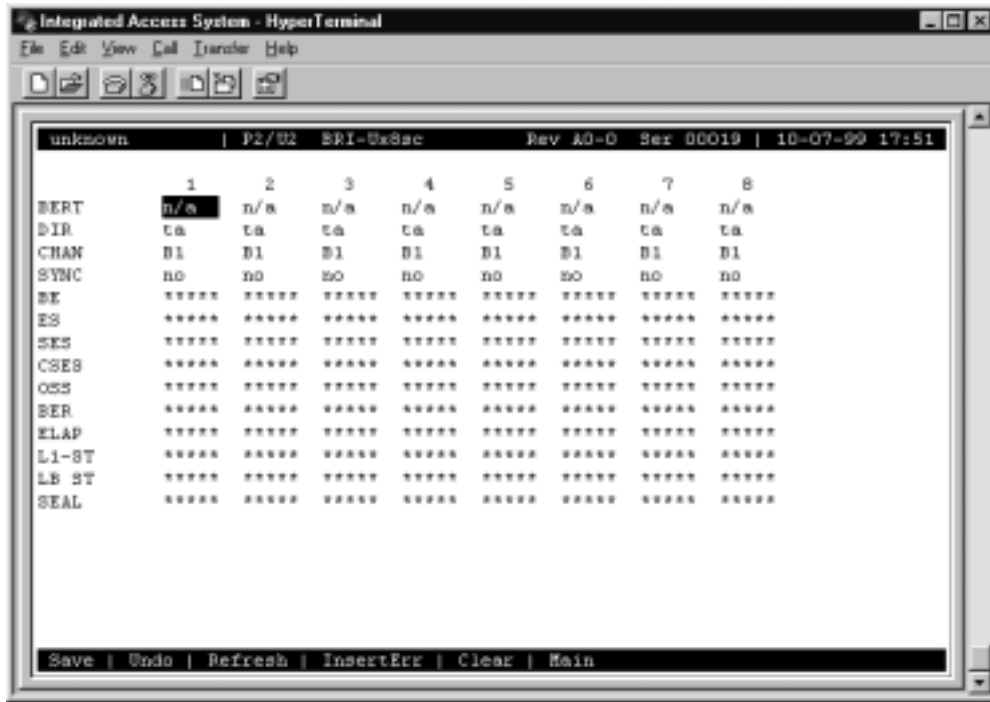 Integrated Access System - HyperTerminal
File Edit View Call Transfer Help
unknown | P2/U2 BRI-Ux8sc Rev A0-0 Ser 00019 | 10-07-99 17:51
1 2 3 4 5 6 7 8
BERT n/a n/a n/a n/a n/a n/a n/a n/a
DIR ta ta ta ta ta ta ta ta
CHAN B1 B1 B1 B1 B1 B1 B1 B1
SYNC no no no no no no no no
BE ***** ***** ***** ***** ***** ***** ***** *****
ES ***** ***** ***** ***** ***** ***** ***** *****
SES ***** ***** ***** ***** ***** ***** ***** *****
CSES ***** ***** ***** ***** ***** ***** ***** *****
OSS ***** ***** ***** ***** ***** ***** ***** *****
BER ***** ***** ***** ***** ***** ***** ***** *****
ELAP ***** ***** ***** ***** ***** ***** ***** *****
L1-ST ***** ***** ***** ***** ***** ***** ***** *****
LB ST ***** ***** ***** ***** ***** ***** ***** *****
SEAL ***** ***** ***** ***** ***** ***** ***** *****
Save | Undo | Refresh | InsertErr | Clear | Main